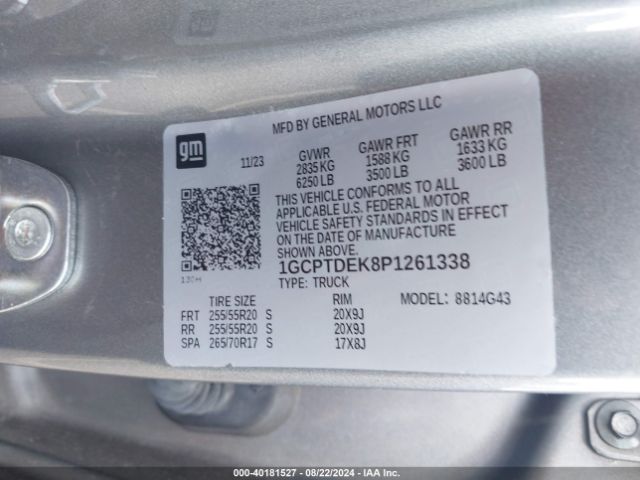 MFD BY GENERAL MOTORS LLC
gm
11/23
GVWR
2835 KG
6250 LB
GAWR FRT
1588 KG
3500 LB
GAWR RR
1633 KG
3600 LB
THIS VEHICLE CONFORMS TO ALL
APPLICABLE U.S. FEDERAL MOTOR
VEHICLE SAFETY STANDARDS IN EFFECT
ON THE DATE OF MANUFACTURE
SHOWN ABOVE.
1GCPTDEK8P1261338
TYPE: TRUCK
MODEL: 8814G43
TIRE SIZE RIM
FRT 255/55R20 S 20X9J
RR 255/55R20 S 20X9J
SPA 265/70R17 S 17X8J
000-40181527 - 08/22/2024 - IAA Inc.